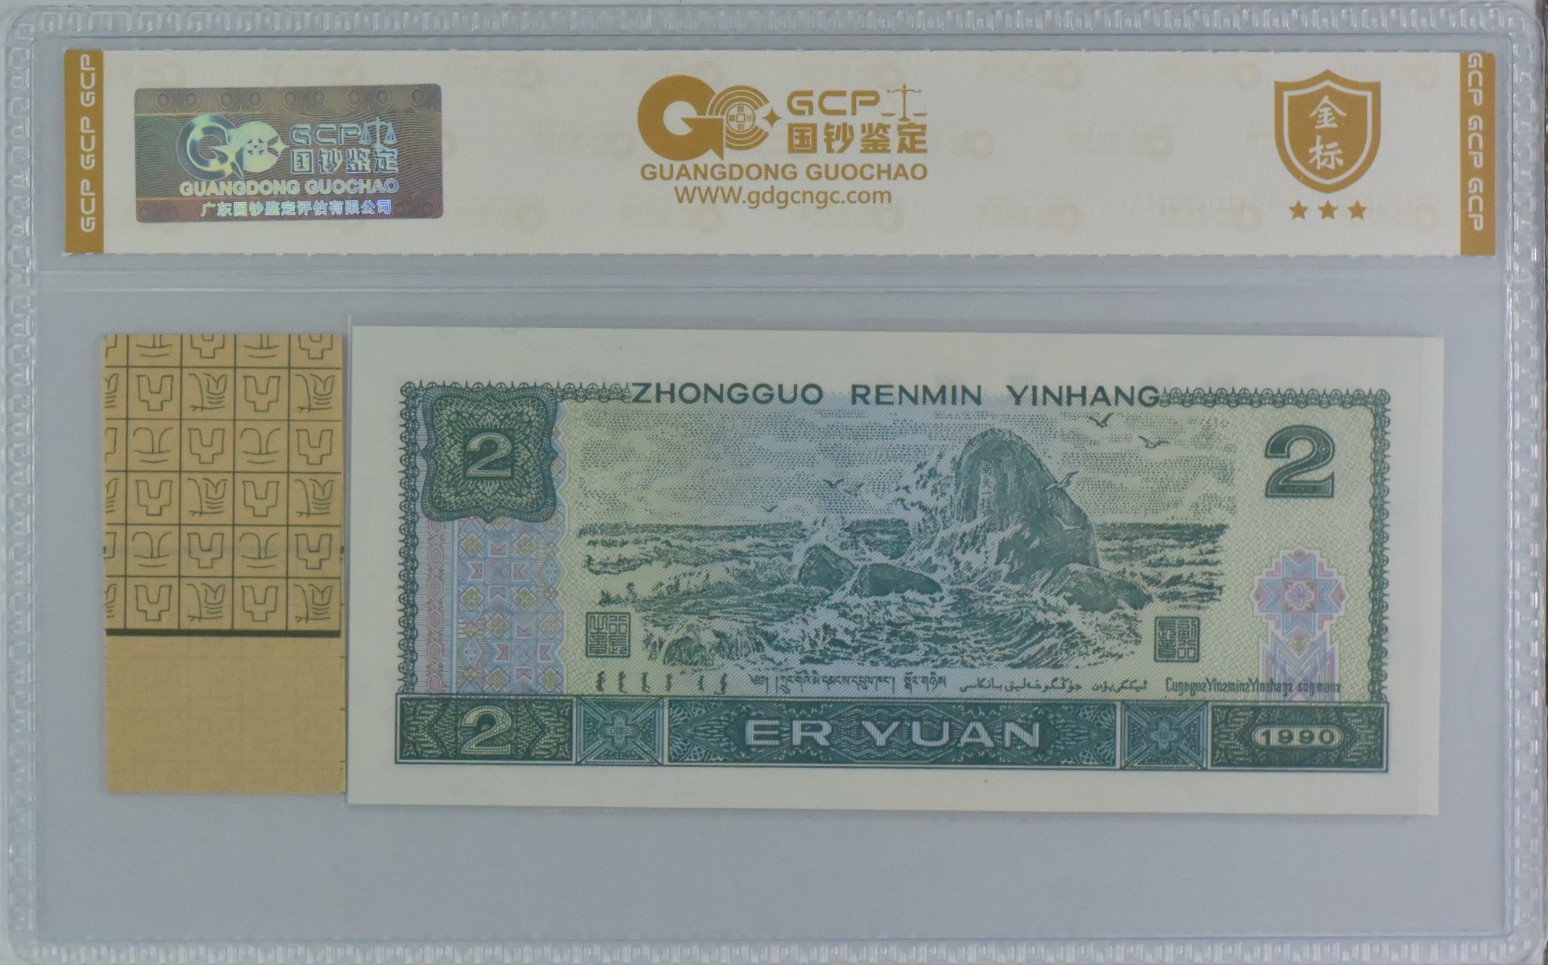 GCP GCP GCP
GCP
国钞鉴定
GUANGDONG GUOCHAO
广东国钞鉴定评估有限公司
GCP
国钞鉴定
GUANGDONG GUOCHAO
WWW.gdgcngc.com
金
标
GCP GCP GCP
ZHONGGUO RENMIN YINHANG
2
2
2
ER YUAN
1990